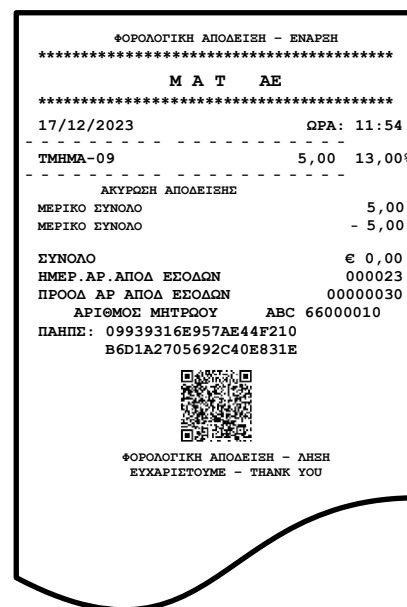 ΦΟΡΟΛΟΓΙΚΗ ΑΠΟΔΕΙΞΗ – ΕΝΑΡΞΗ
******************************************
Μ Α Τ ΑΕ
******************************************
17/12/2023 ΩΡΑ: 11:54
- - - - - - - - - - - - - - - - - - -
ΤΜΗΜΑ-09 5,00 13,00%
- - - - - - - - - - - - - - - - - - -
ΑΚΥΡΩΣΗ ΑΠΟΔΕΙΞΗΣ
ΜΕΡΙΚΟ ΣΥΝΟΛΟ 5,00
ΜΕΡΙΚΟ ΣΥΝΟΛΟ - 5,00
ΣΥΝΟΛΟ € 0,00
ΗΜΕΡ.ΑΡ.ΑΠΟΔ ΕΣΟΔΩΝ 000023
ΠΡΟΟΔ ΑΡ ΑΠΟΔ ΕΣΟΔΩΝ 00000030
ΑΡΙΘΜΟΣ ΜΗΤΡΩΟΥ ABC 66000010
ΠΑΗΠΣ: 09939316E957AE44F210
B6D1A2705692C40E831E
ΦΟΡΟΛΟΓΙΚΗ ΑΠΟΔΕΙΞΗ – ΛΗΞΗ
ΕΥΧΑΡΙΣΤΟΥΜΕ – THANK YOU